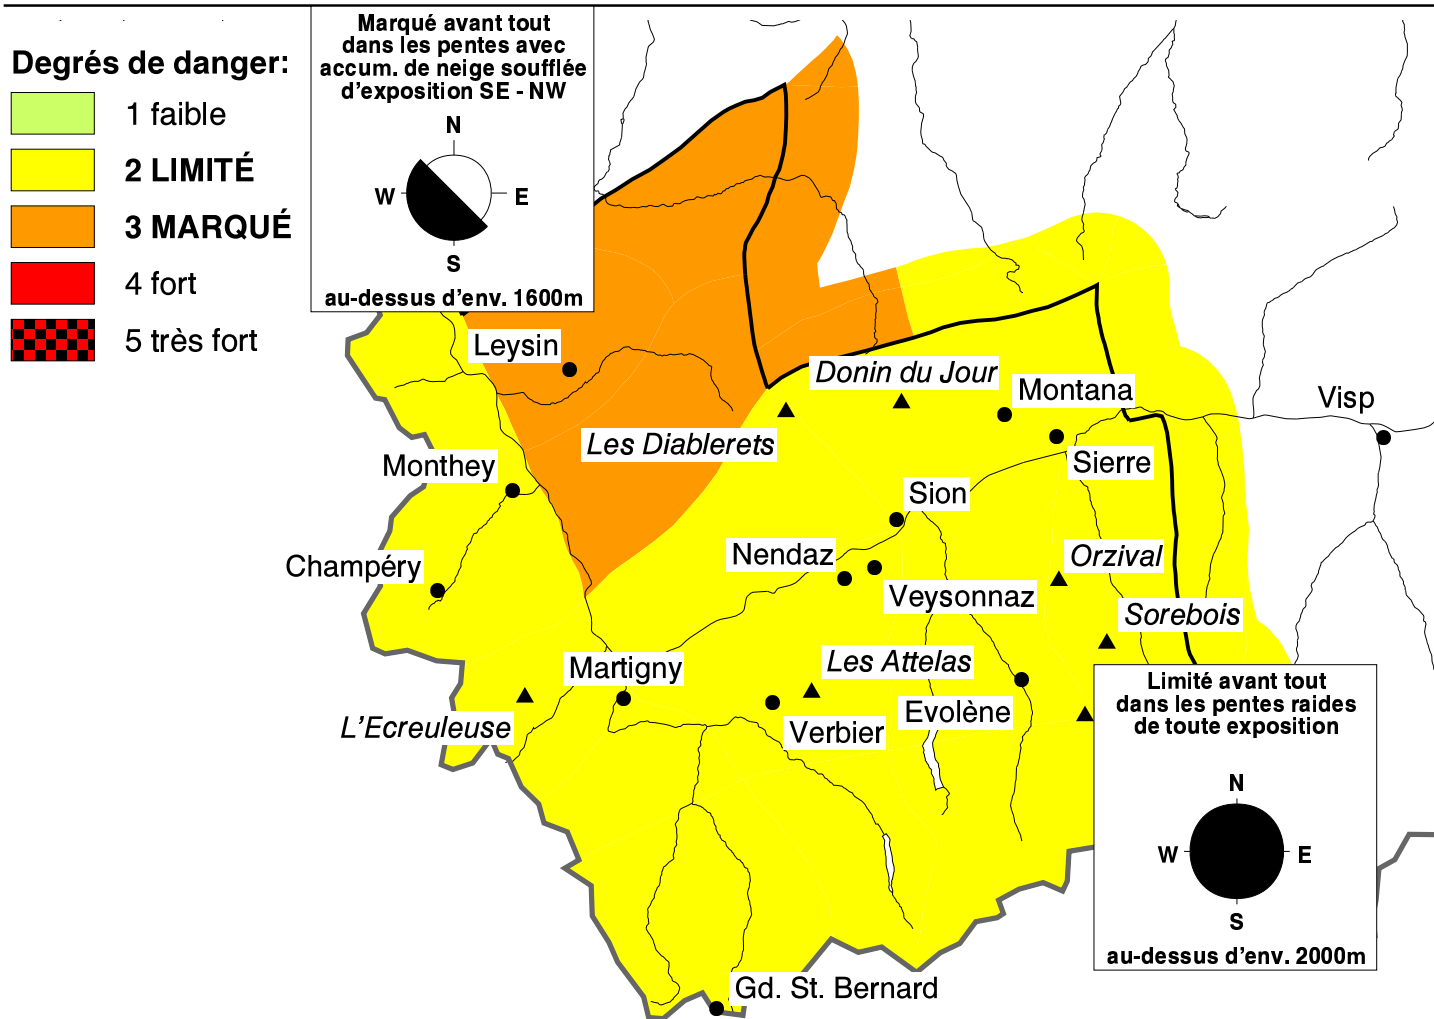 Degrés de danger:
1 faible
2 LIMITÉ
3 MARQUÉ
4 fort
5 très fort
Marqué avant tout
dans les pentes avec
accum. de neige soufflée
d'exposition SE - NW
N
W
E
S
au-dessus d'env. 1600m
Leysin
Donin du Jour
Montana
Visp
Les Diablerets
Monthey
Sierre
Sion
Nendaz
Orzival
Champéry
Veysonnaz
Sorebois
Martigny
Les Attelas
L'Ecreuleuse
Verbier
Evolène
Limité avant tout
dans les pentes raides
de toute exposition
N
W
E
S
au-dessus d'env. 2000m
Gd. St. Bernard